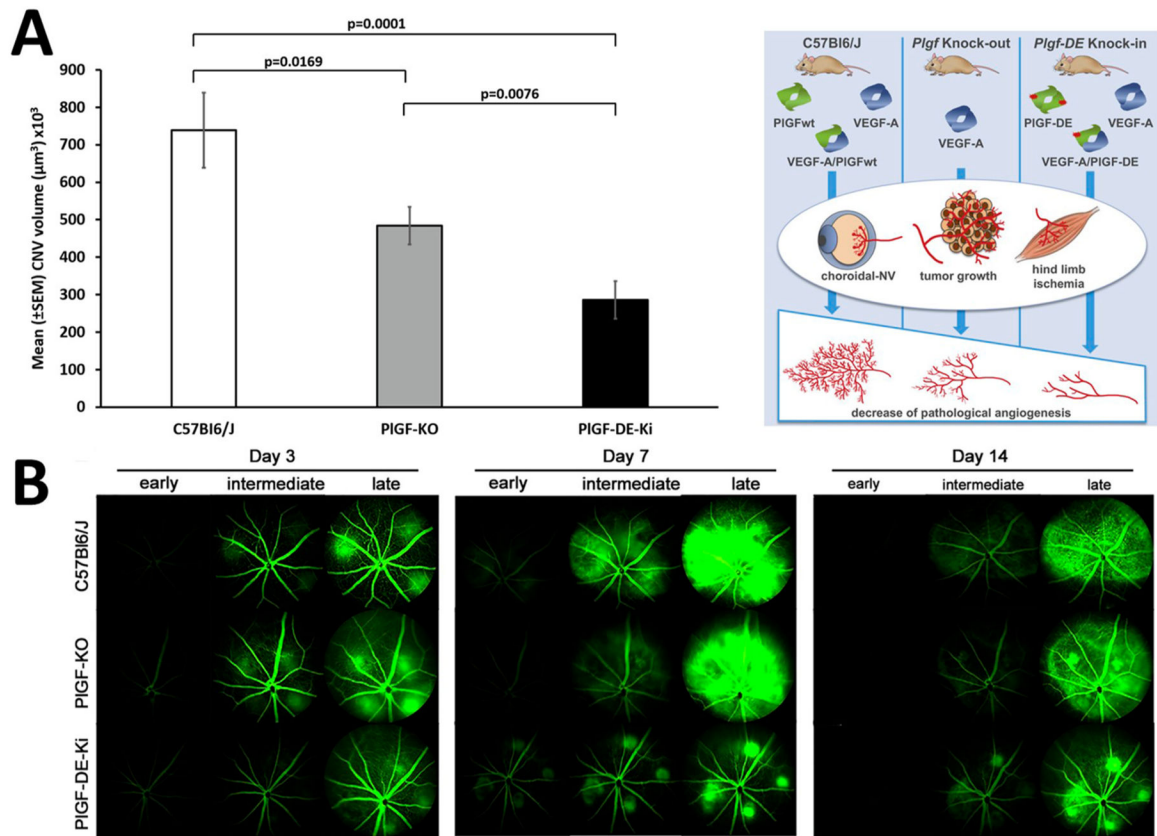 A
p=0.0001
p=0.0169
p=0.0076
Mean (±SEM) CNV volume (µm³) x10³
900
800
700
600
500
400
300
200
100
0
C57Bl6/J
PlGF-KO
PlGF-DE-Ki
C57Bl6/J
Plgf Knock-out
Plgf-DE Knock-in
PlGFwt
VEGF-A
VEGF-A/PlGFwt
VEGF-A
PlGF-DE
VEGF-A
VEGF-A/PlGF-DE
choroidal-NV
tumor growth
hind limb
ischemia
decrease of pathological angiogenesis
B
Day 3
early
intermediate
late
Day 7
early
intermediate
late
Day 14
early
intermediate
late
C57Bl6/J
PlGF-KO
PlGF-DE-Ki